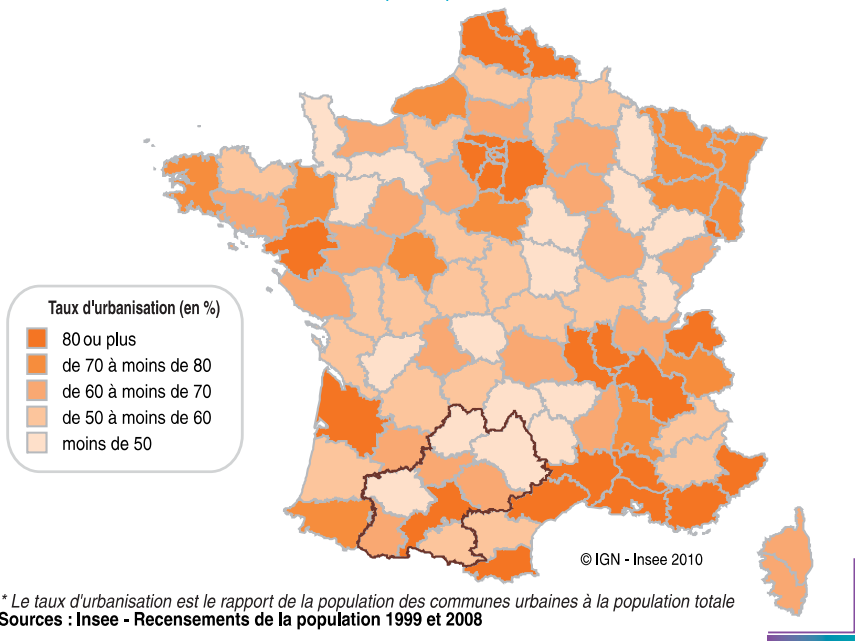 Taux d'urbanisation (en %)
80 ou plus
de 70 à moins de 80
de 60 à moins de 70
de 50 à moins de 60
moins de 50
© IGN - Insee 2010
* Le taux d'urbanisation est le rapport de la population des communes urbaines à la population totale
Sources : Insee - Recensements de la population 1999 et 2008